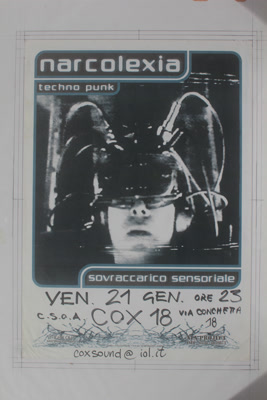 narcolexia
techno punk
sovraccarico sensoriale
VEN. 21 GEN. ORE 23
C.S.O.A. COX 18 VIA CONCHETTA 18
coxsound@iol.it